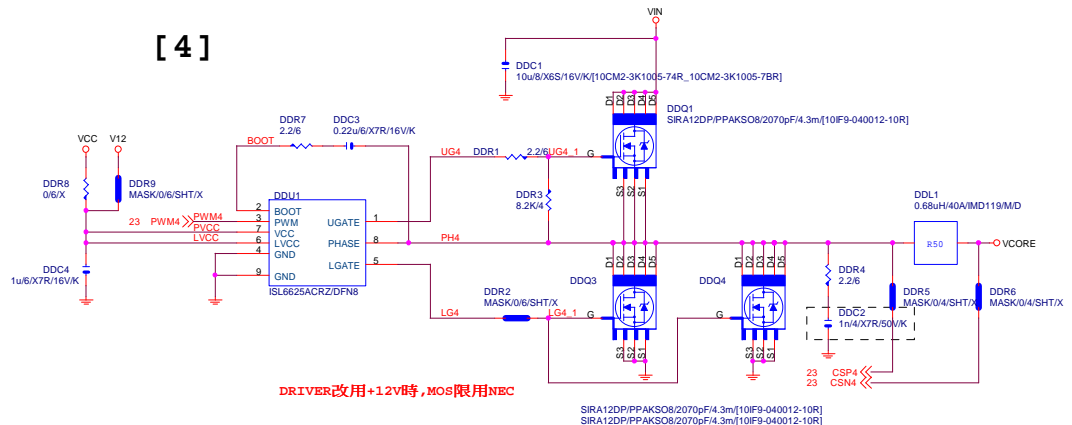 [4]
VIN
DDC1
10u/8/X6S/16V/K/[10CM2-3K1005-74R_10CM2-3K1005-7BR]
D1 D2 D3 D4 D5
DDQ1
SIRA12DP/PPAKSO8/2070pF/4.3m/[10IF9-040012-10R]
G
S3 S2 S1
VCC
V12
DDR8
0/6/X
DDR9
MASK/0/6/SHT/X
BOOT
DDR7
2.2/6
DDC3
0.22u/6/X7R/16V/K
UG4
DDR1
2.2/6
UG4_1
DDR3
8.2K/4
DDU1
2 BOOT
3 PWM
7 VCC
6 LVCC
4 GND
9 GND
UGATE 1
PHASE 8
LGATE 5
ISL6625ACRZ/DFN8
23 PWM4
PWM4
PVCC
LVCC
DDC4
1u/6/X7R/16V/K
PH4
LG4
DDR2
MASK/0/6/SHT/X
LG4_1
D1 D2 D3 D4 D5
DDQ3
G
S3 S2 S1
D1 D2 D3 D4 D5
DDQ4
G
S3 S2 S1
DDL1
0.68uH/40A/IMD119/M/D
R50
VCORE
DDR4
2.2/6
DDC2
1n/4/X7R/50V/K
DDR5
MASK/0/4/SHT/X
DDR6
MASK/0/4/SHT/X
23 CSP4
23 CSN4
DRIVER改用+12V時,MOS限用NEC
SIRA12DP/PPAKSO8/2070pF/4.3m/[10IF9-040012-10R]
SIRA12DP/PPAKSO8/2070pF/4.3m/[10IF9-040012-10R]